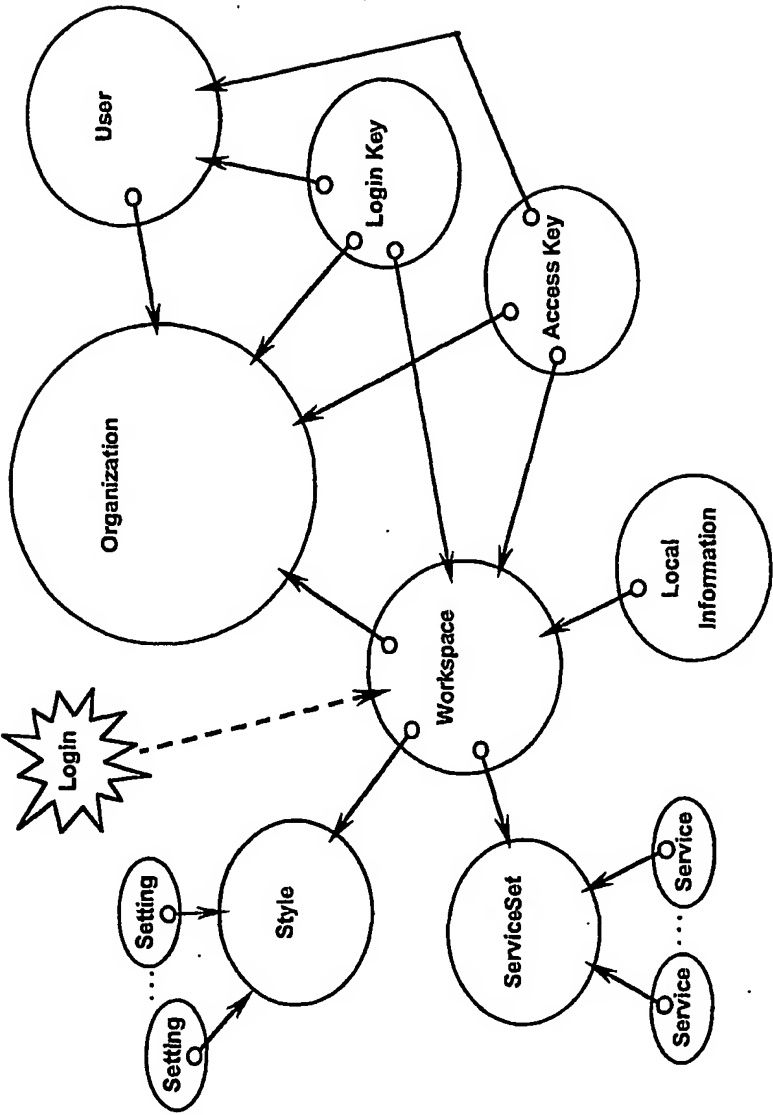 User
Login Key
Access Key
Organization
Login
Workspace
Local
Information
Setting
....
Setting
Style
ServiceSet
Service
....
Service